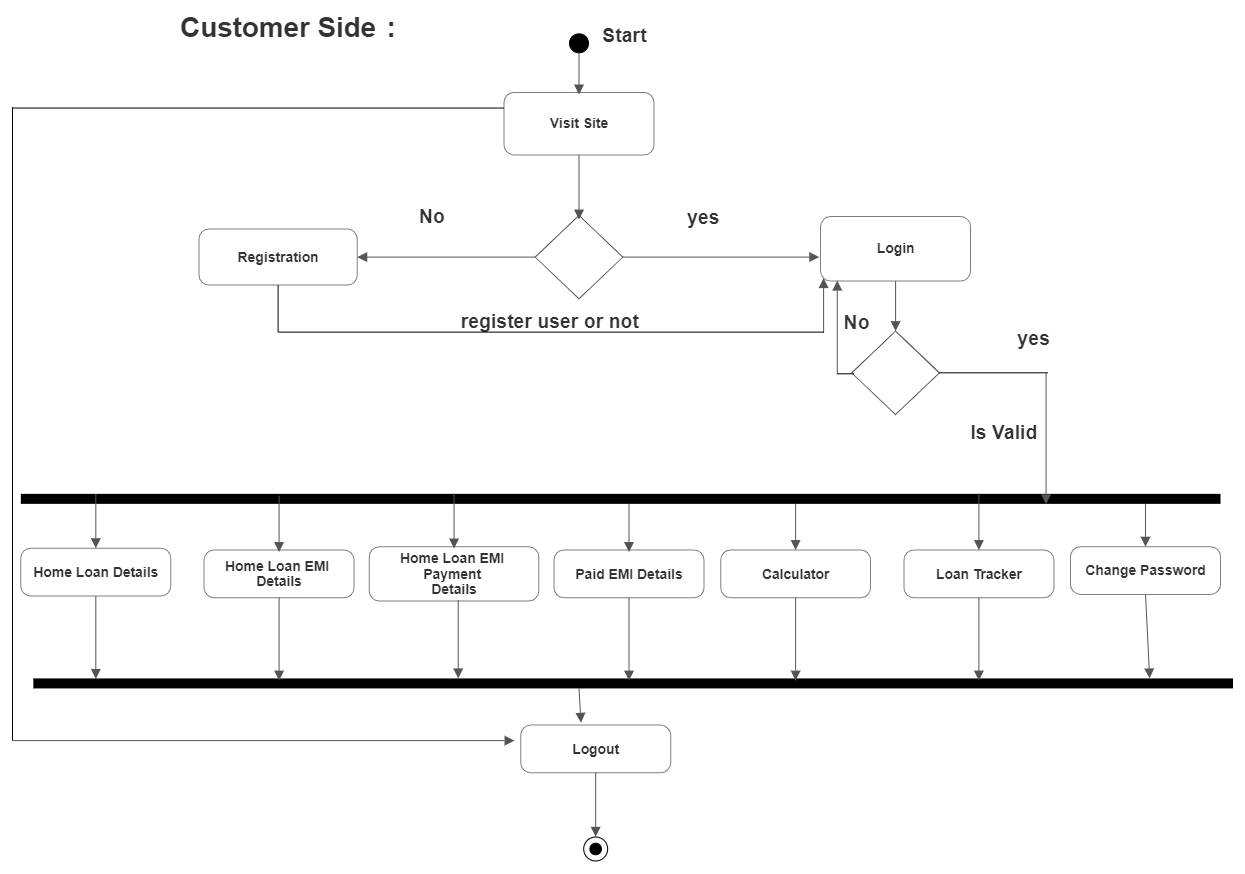 Customer Side :
Start
Visit Site
No
yes
Registration
Login
register user or not
No
yes
Is Valid
Home Loan Details
Home Loan EMI
Details
Home Loan EMI
Payment
Details
Paid EMI Details
Calculator
Loan Tracker
Change Password
Logout